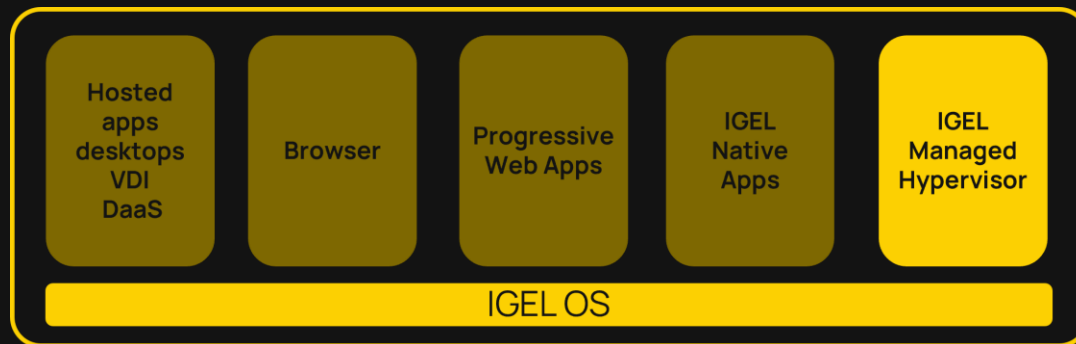 Hosted
apps
desktops
VDI
DaaS
Browser
Progressive
Web Apps
IGEL
Native
Apps
IGEL
Managed
Hypervisor
IGEL OS